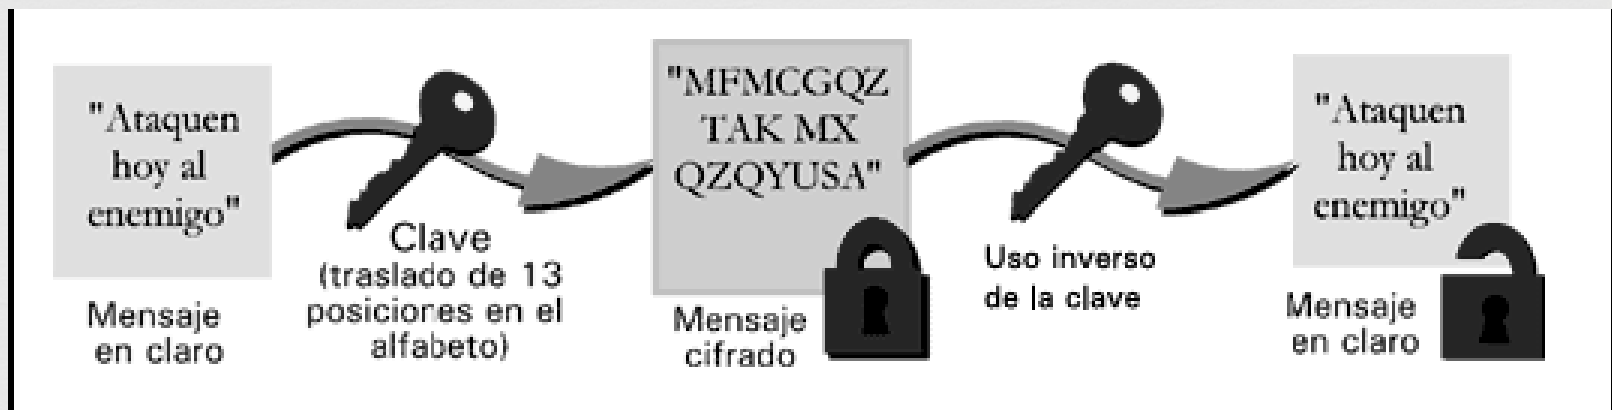 "Ataquen
hoy al
enemigo"
Mensaje
en claro
Clave
(traslado de 13
posiciones en el
alfabeto)
"MFMCGQZ
TAK MX
QZQYUSA"
Mensaje
cifrado
Uso inverso
de la clave
"Ataquen
hoy al
enemigo"
Mensaje
en claro